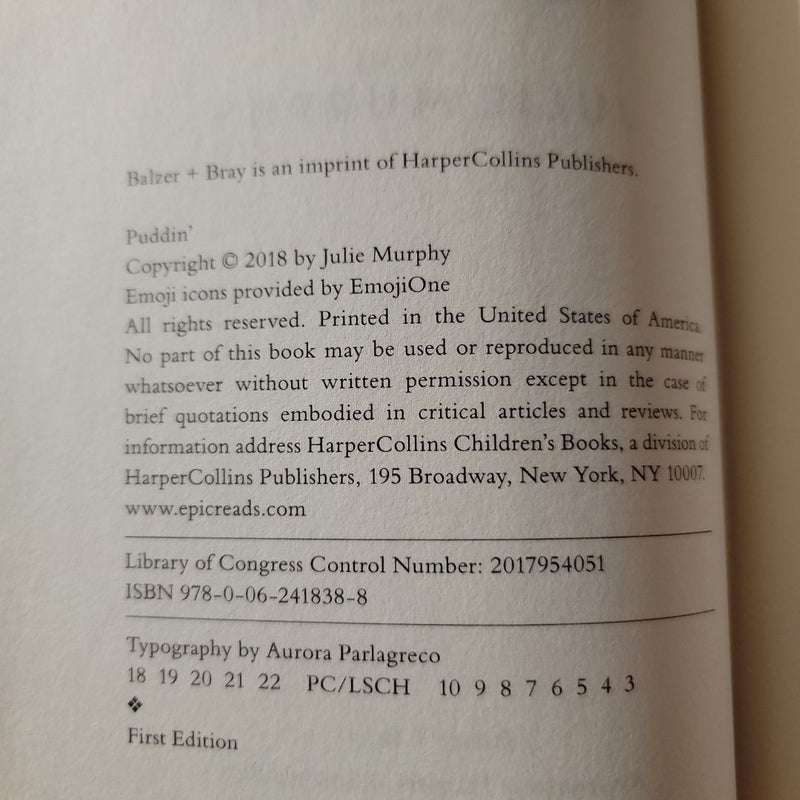 Balzer + Bray is an imprint of HarperCollins Publishers.
Puddin'
Copyright © 2018 by Julie Murphy
Emoji icons provided by EmojiOne
All rights reserved. Printed in the United States of America.
No part of this book may be used or reproduced in any manner
whatsoever without written permission except in the case of
brief quotations embodied in critical articles and reviews. For
information address HarperCollins Children's Books, a division of
HarperCollins Publishers, 195 Broadway, New York, NY 10007.
www.epicreads.com
Library of Congress Control Number: 2017954051
ISBN 978-0-06-241838-8
Typography by Aurora Parlagreco
18 19 20 21 22 PC/LSCH 10 9 8 7 6 5 4 3
❖
First Edition